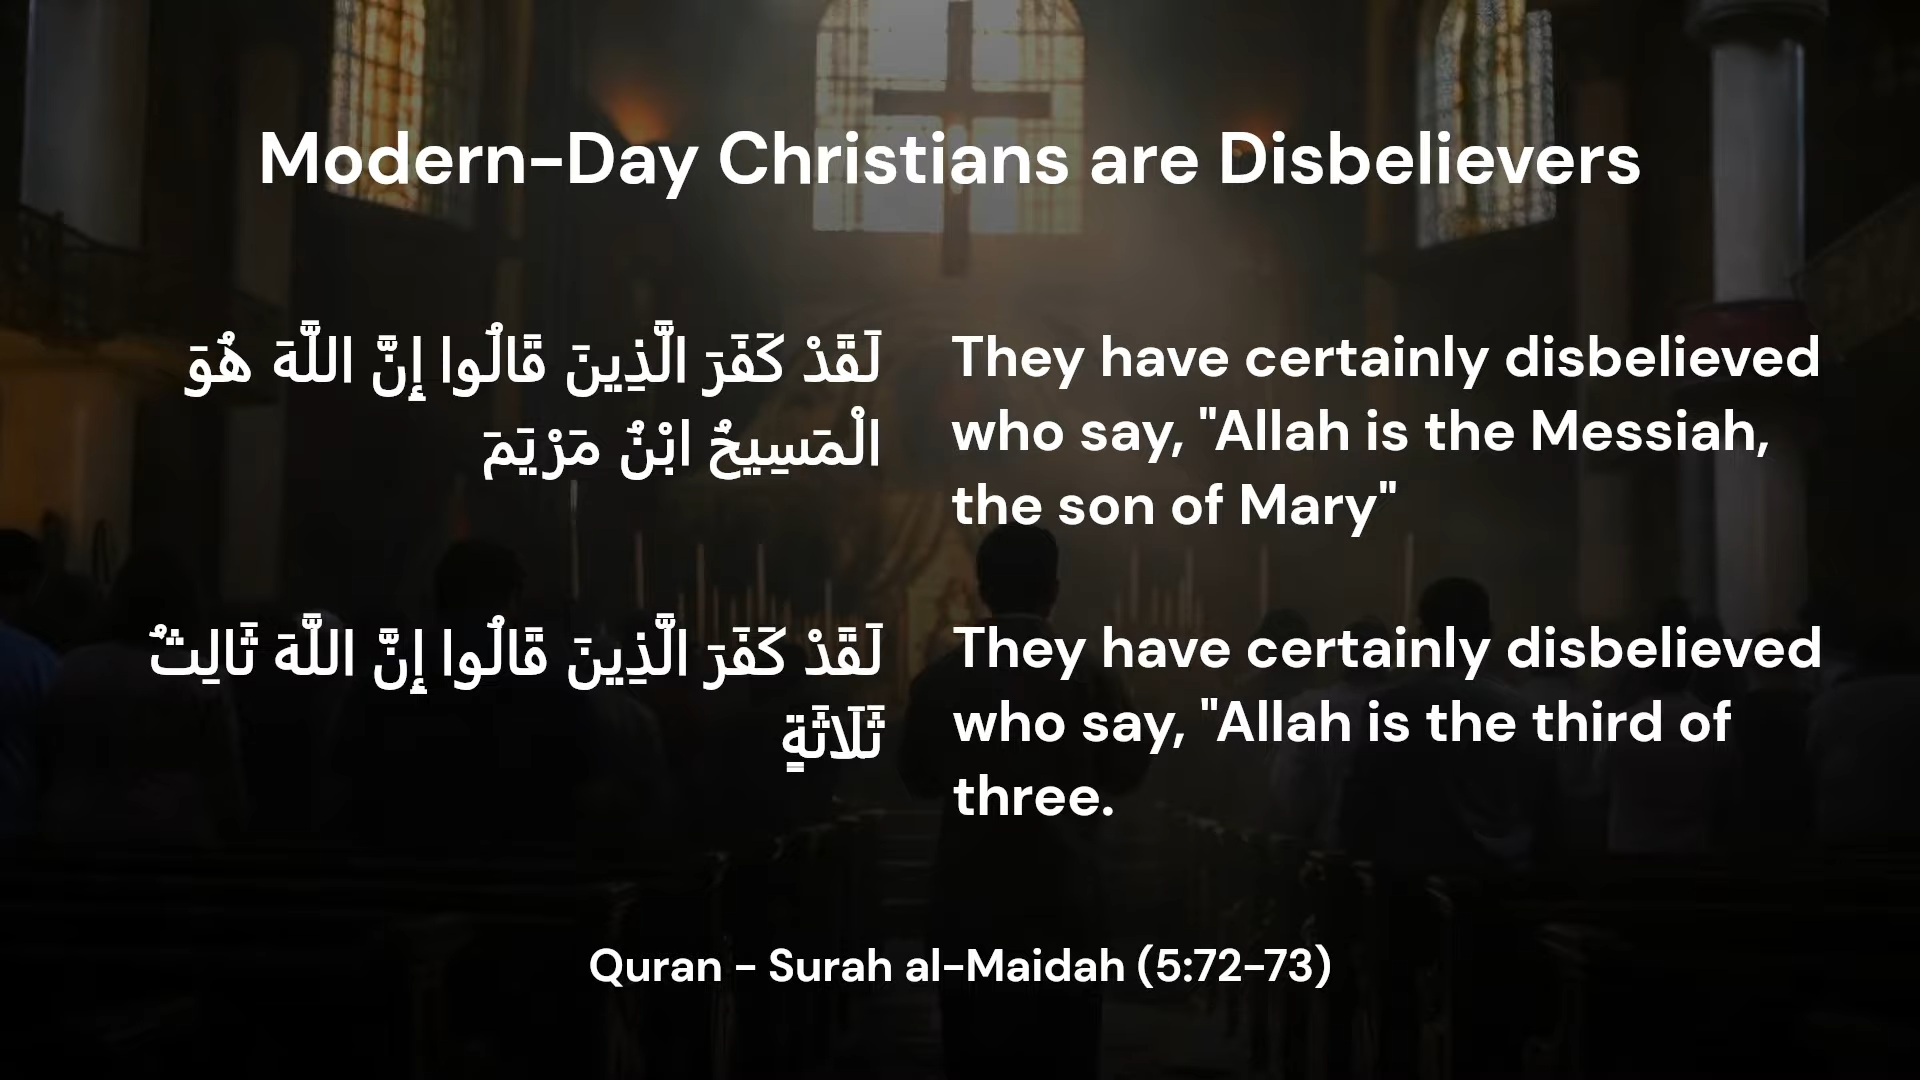 Modern-Day Christians are Disbelievers
لَقَدْ كَفَرَ الَّذِينَ قَالُوا إِنَّ اللَّهَ هُوَ
الْمَسِيحُ ابْنُ مَرْيَمَ
They have certainly disbelieved
who say, "Allah is the Messiah,
the son of Mary"
لَقَدْ كَفَرَ الَّذِينَ قَالُوا إِنَّ اللَّهَ ثَالِثُ
ثَلَاثَةٍ
They have certainly disbelieved
who say, "Allah is the third of
three.
Quran - Surah al-Maidah (5:72-73)